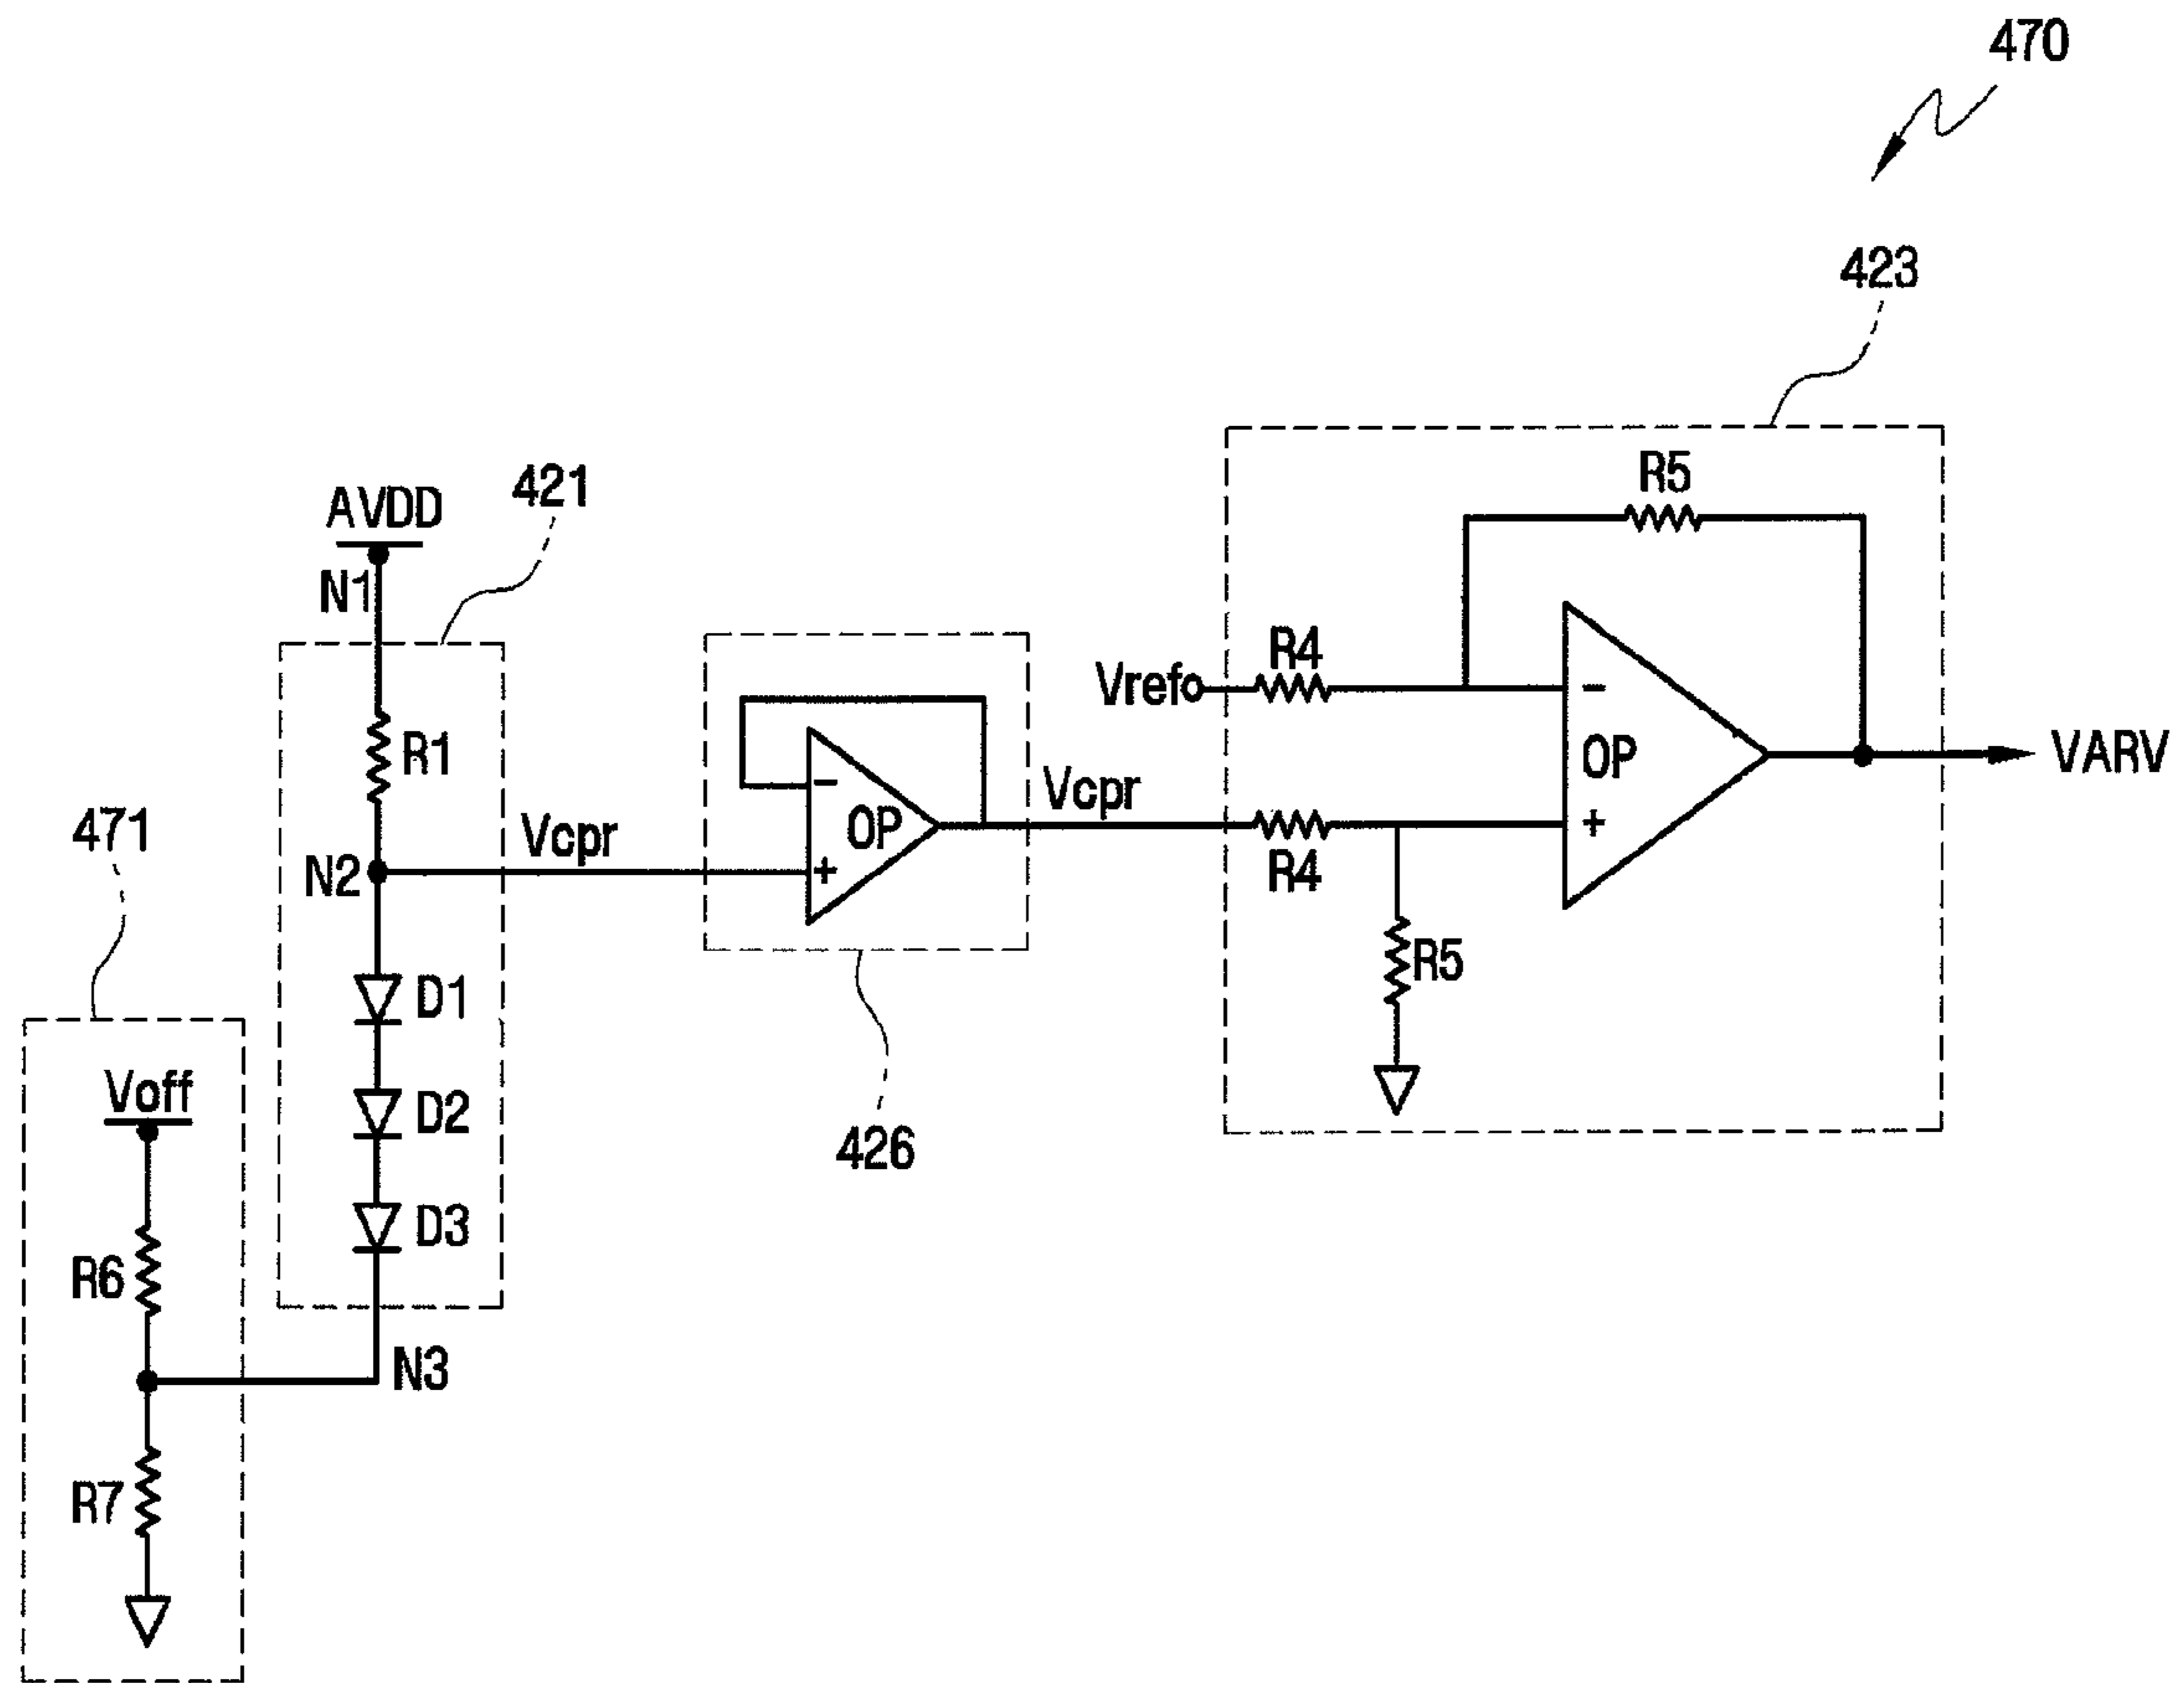 470
423
R5
421
AVDD
N1
R4
Vref
-
OP
VARV
R1
Vcpr
-
OP
+
471
Vcpr
N2
+
R4
R5
D1
Voff
D2
426
D3
R6
N3
R7